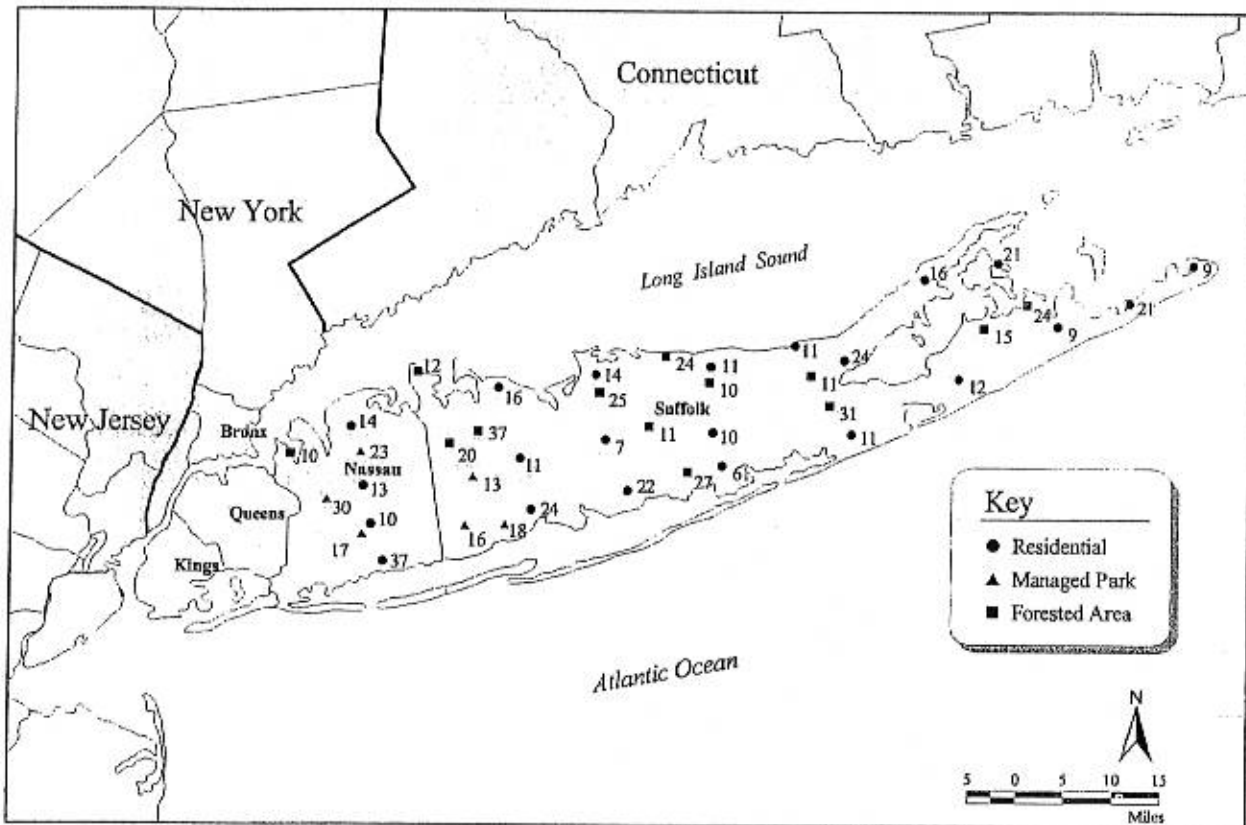 Connecticut
New York
Long Island Sound
21
16
9
24
21
15
9
12
11
24
11
24
14
10
11
12
16
25
31
New Jersey
Bronx
14
37
11
Suffolk
10
11
10
23
20
11
7
Nassau
13
13
27
6
22
30
Queens
10
24
16
18
17
37
Kings
Atlantic Ocean
Key
Residential
Managed Park
Forested Area
N
5 0 5 10 15
Miles